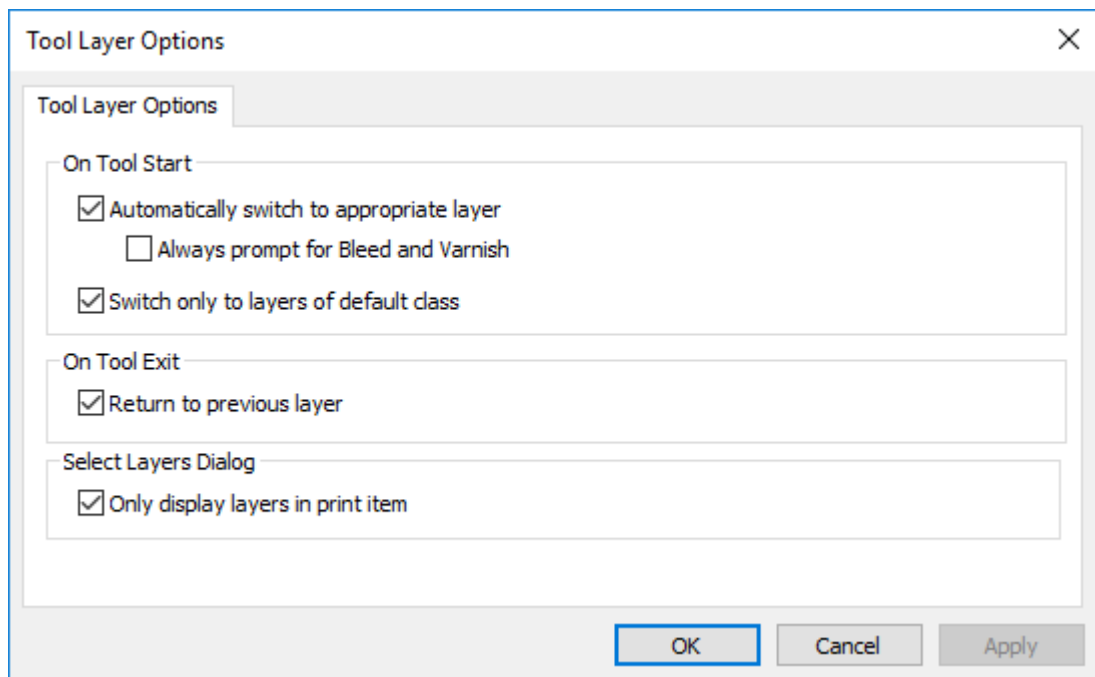 Tool Layer Options
Tool Layer Options
On Tool Start
Automatically switch to appropriate layer
Always prompt for Bleed and Varnish
Switch only to layers of default class
On Tool Exit
Return to previous layer
Select Layers Dialog
Only display layers in print item
OK Cancel Apply